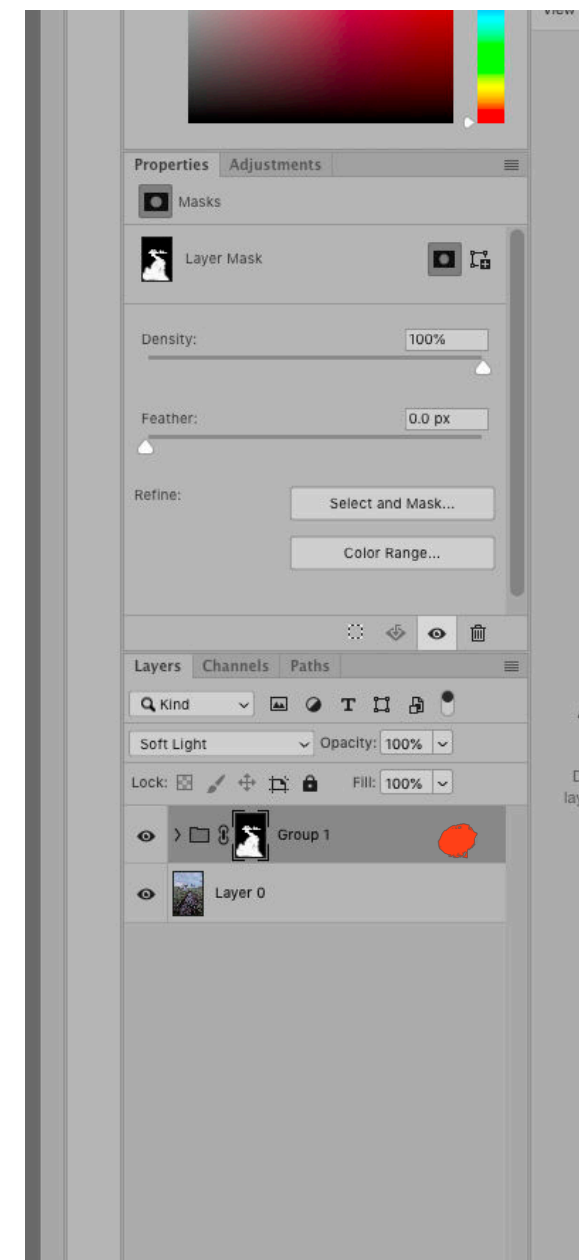 View
Properties Adjustments
Masks
Layer Mask
Density: 100%
Feather: 0.0 px
Refine: Select and Mask...
Color Range...
Layers Channels Paths
Kind
T
Soft Light Opacity: 100%
Lock: Fill: 100%
Group 1
Layer 0